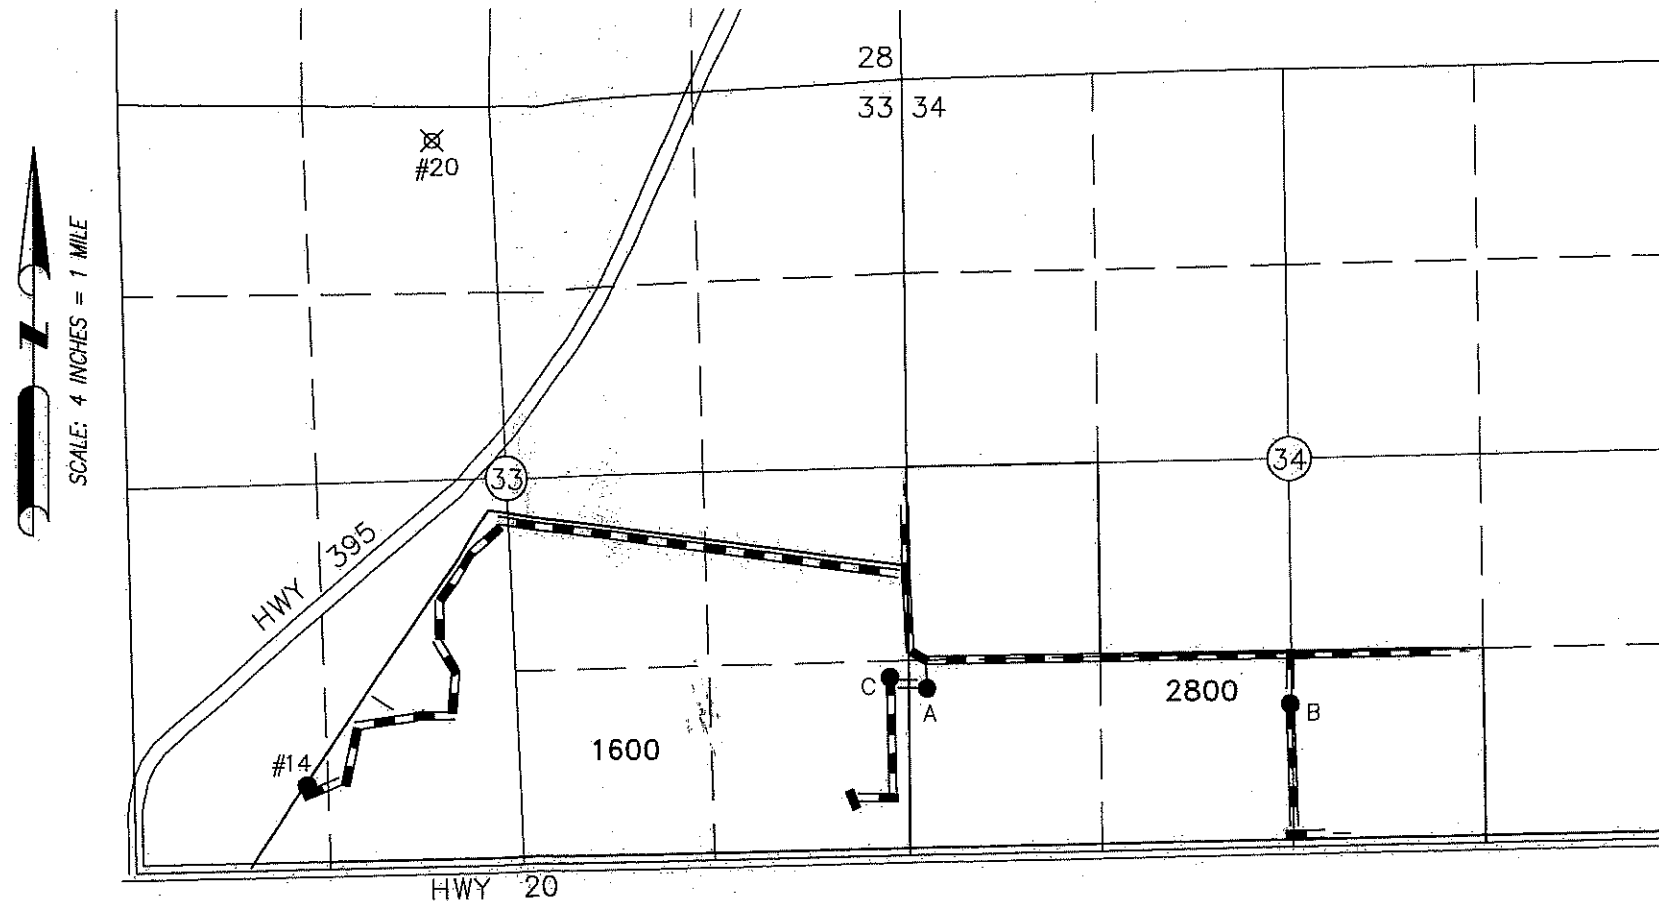 28
33 34
#20
N
SCALE: 4 INCHES = 1 MILE
33
34
HWY 395
C
A
2800
B
1600
#14
HWY 20